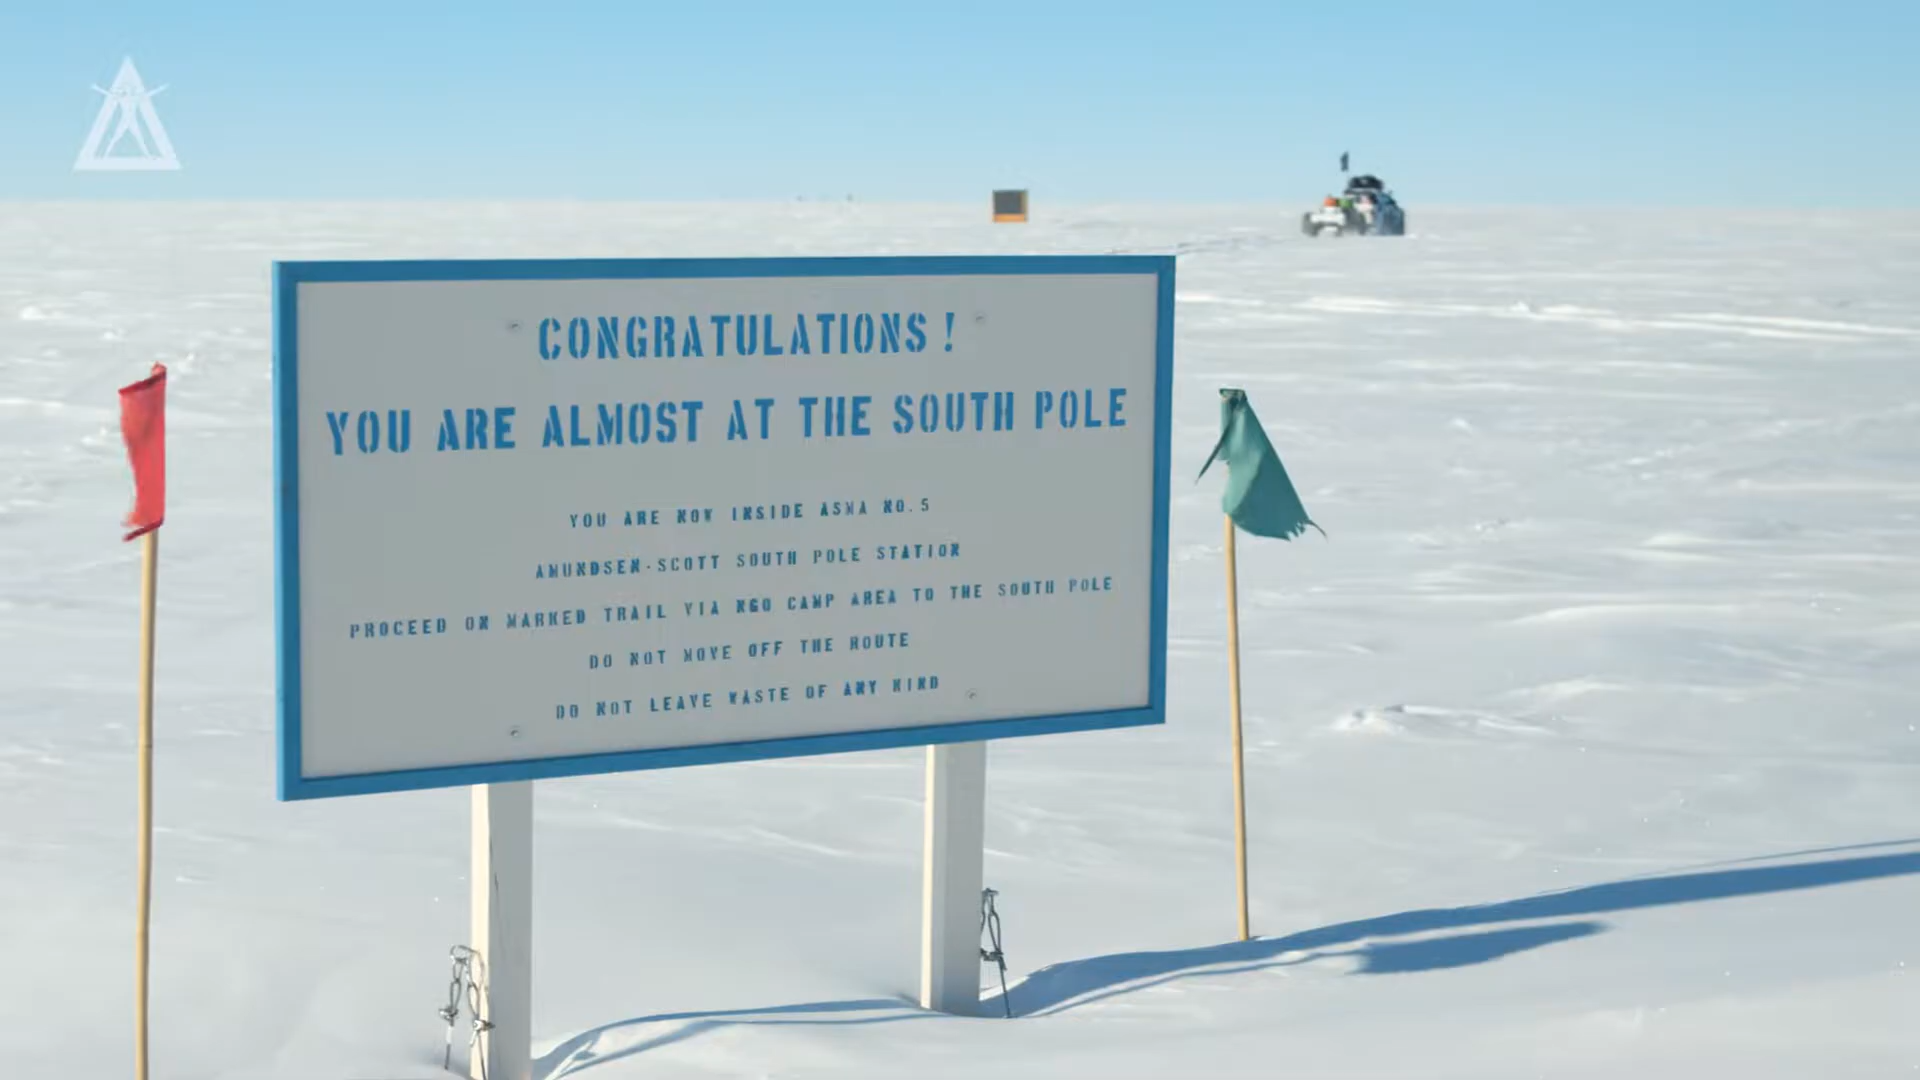 CONGRATULATIONS!
YOU ARE ALMOST AT THE SOUTH POLE
YOU ARE NOW INSIDE ASMA NO.5
AMUNDSEN-SCOTT SOUTH POLE STATION
PROCEED ON MARKED TRAIL VIA NGO CAMP AREA TO THE SOUTH POLE
DO NOT MOVE OFF THE ROUTE
DO NOT LEAVE WASTE OF ANY KIND